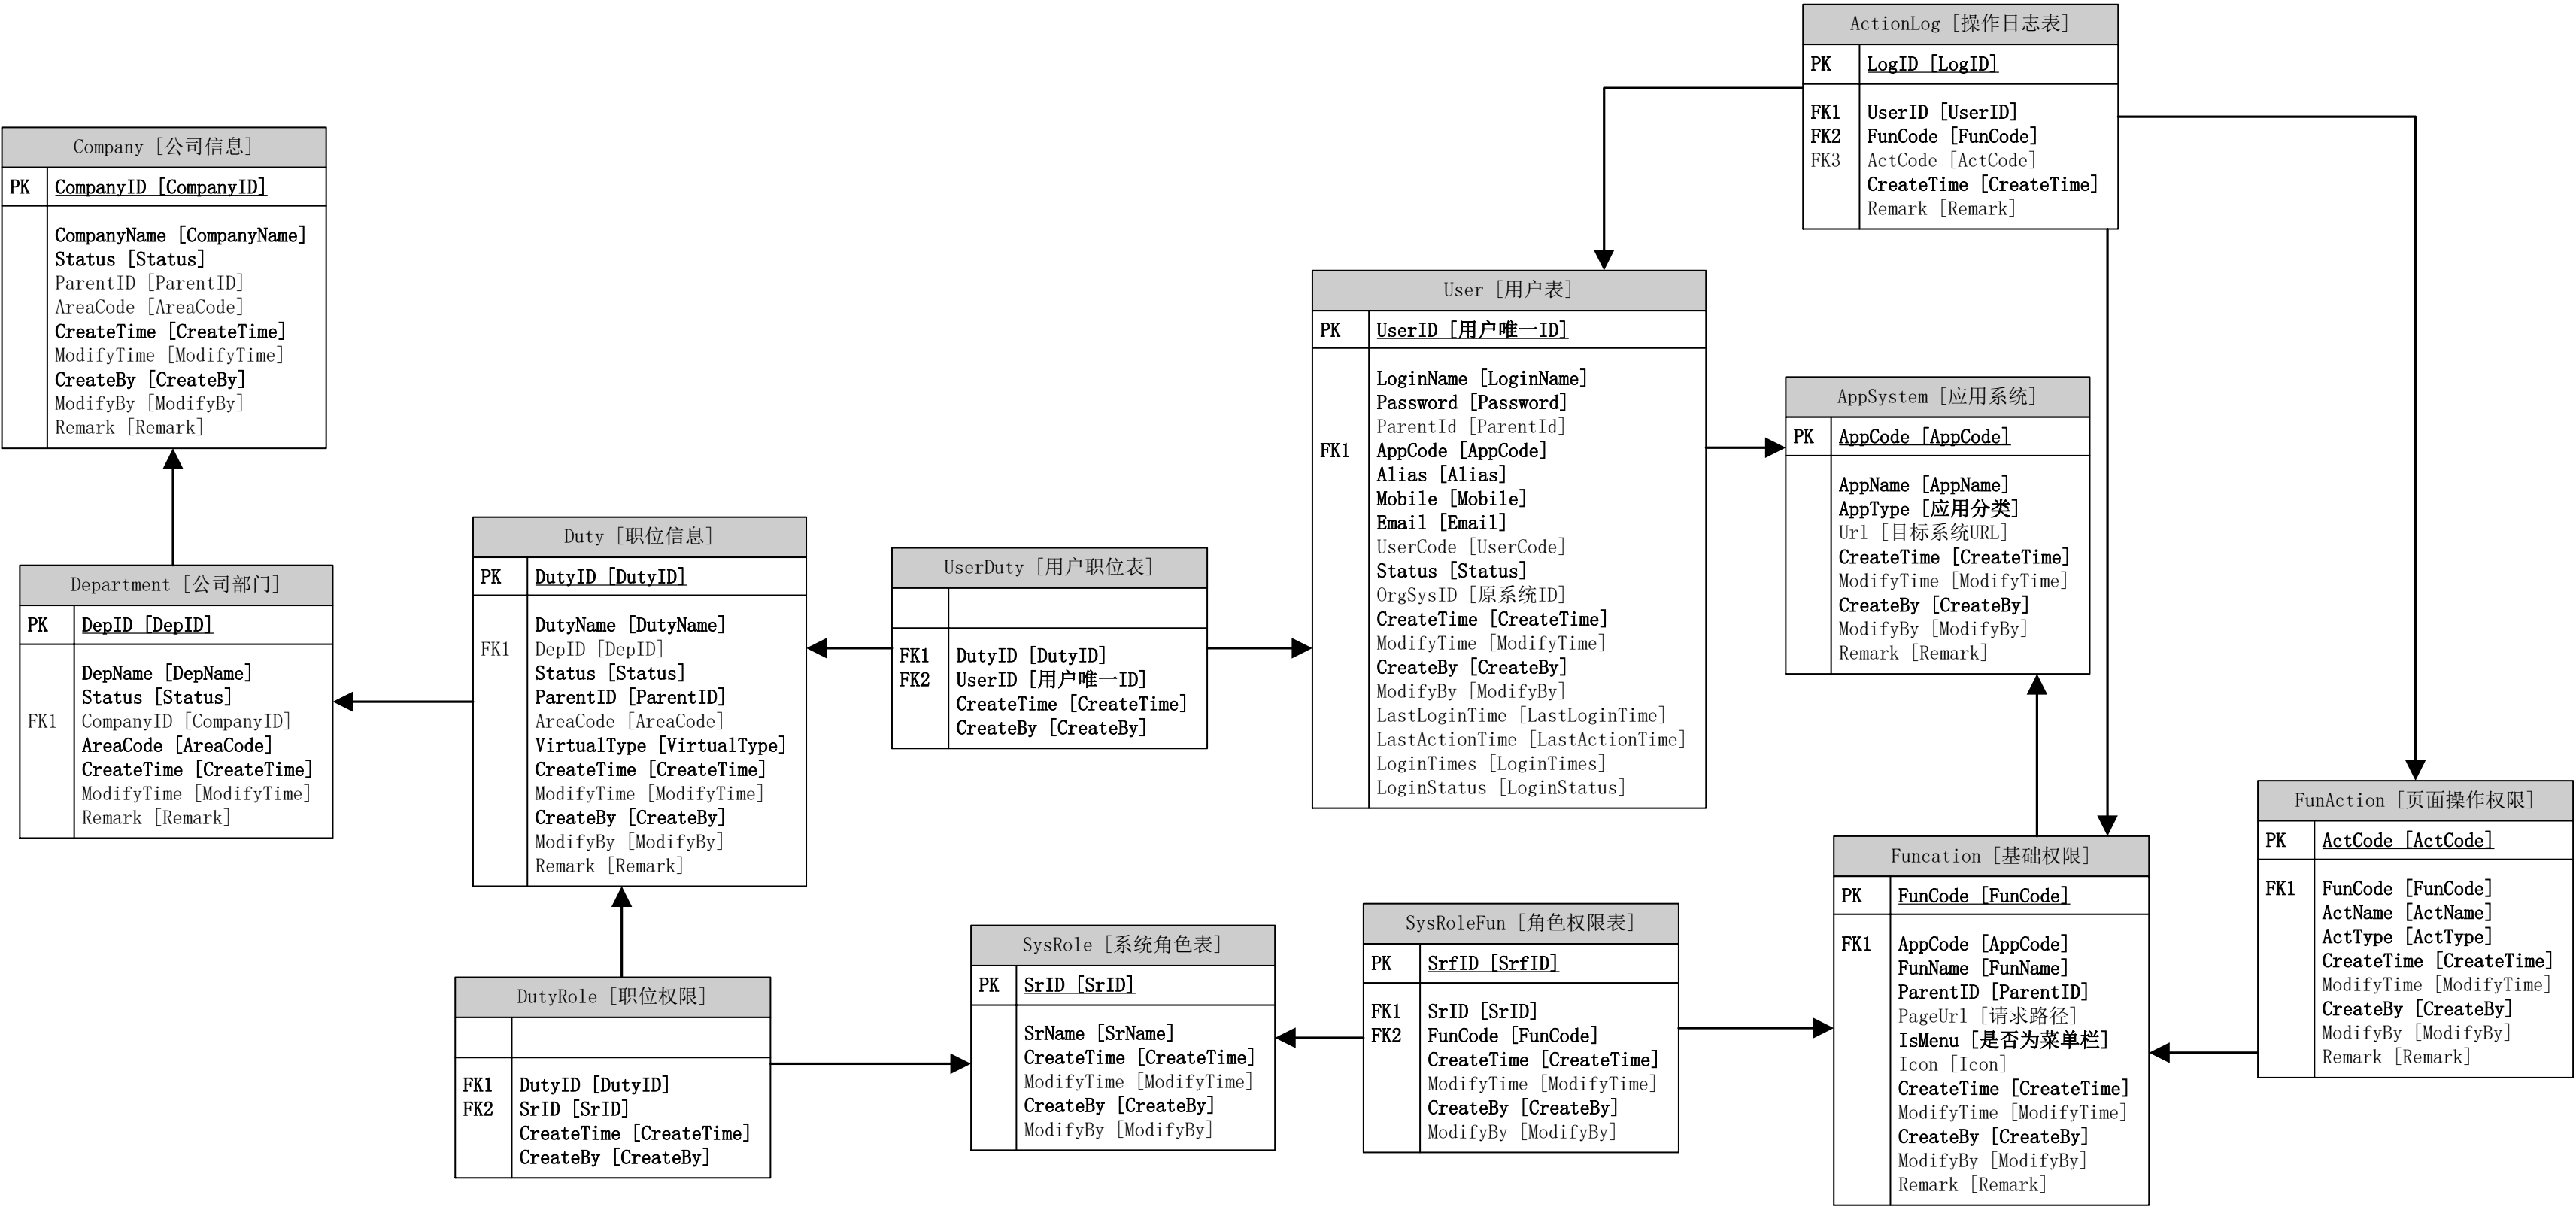 ActionLog [操作日志表]
PK LogID [LogID]
FK1 UserID [UserID]
FK2 FunCode [FunCode]
FK3 ActCode [ActCode]
CreateTime [CreateTime]
Remark [Remark]
Company [公司信息]
PK CompanyID [CompanyID]
CompanyName [CompanyName]
Status [Status]
ParentID [ParentID]
AreaCode [AreaCode]
CreateTime [CreateTime]
ModifyTime [ModifyTime]
CreateBy [CreateBy]
ModifyBy [ModifyBy]
Remark [Remark]
User [用户表]
PK UserID [用户唯一ID]
LoginName [LoginName]
Password [Password]
ParentId [ParentId]
FK1 AppCode [AppCode]
Alias [Alias]
Mobile [Mobile]
Email [Email]
UserCode [UserCode]
Status [Status]
OrgSysID [原系统ID]
CreateTime [CreateTime]
ModifyTime [ModifyTime]
CreateBy [CreateBy]
ModifyBy [ModifyBy]
LastLoginTime [LastLoginTime]
LastActionTime [LastActionTime]
LoginTimes [LoginTimes]
LoginStatus [LoginStatus]
AppSystem [应用系统]
PK AppCode [AppCode]
AppName [AppName]
AppType [应用分类]
Url [目标系统URL]
CreateTime [CreateTime]
ModifyTime [ModifyTime]
CreateBy [CreateBy]
ModifyBy [ModifyBy]
Remark [Remark]
Department [公司部门]
PK DepID [DepID]
DepName [DepName]
Status [Status]
FK1 CompanyID [CompanyID]
AreaCode [AreaCode]
CreateTime [CreateTime]
ModifyTime [ModifyTime]
Remark [Remark]
Duty [职位信息]
PK DutyID [DutyID]
DutyName [DutyName]
FK1 DepID [DepID]
Status [Status]
ParentID [ParentID]
AreaCode [AreaCode]
VirtualType [VirtualType]
CreateTime [CreateTime]
ModifyTime [ModifyTime]
CreateBy [CreateBy]
ModifyBy [ModifyBy]
Remark [Remark]
UserDuty [用户职位表]
FK1 DutyID [DutyID]
FK2 UserID [用户唯一ID]
CreateTime [CreateTime]
CreateBy [CreateBy]
FunAction [页面操作权限]
PK ActCode [ActCode]
FK1 FunCode [FunCode]
ActName [ActName]
ActType [ActType]
CreateTime [CreateTime]
ModifyTime [ModifyTime]
CreateBy [CreateBy]
ModifyBy [ModifyBy]
Remark [Remark]
Funcation [基础权限]
PK FunCode [FunCode]
FK1 AppCode [AppCode]
FunName [FunName]
ParentID [ParentID]
PageUrl [请求路径]
IsMenu [是否为菜单栏]
Icon [Icon]
CreateTime [CreateTime]
ModifyTime [ModifyTime]
CreateBy [CreateBy]
ModifyBy [ModifyBy]
Remark [Remark]
DutyRole [职位权限]
FK1 DutyID [DutyID]
FK2 SrID [SrID]
CreateTime [CreateTime]
CreateBy [CreateBy]
SysRole [系统角色表]
PK SrID [SrID]
SrName [SrName]
CreateTime [CreateTime]
ModifyTime [ModifyTime]
CreateBy [CreateBy]
ModifyBy [ModifyBy]
SysRoleFun [角色权限表]
PK SrfID [SrfID]
FK1 SrID [SrID]
FK2 FunCode [FunCode]
CreateTime [CreateTime]
ModifyTime [ModifyTime]
CreateBy [CreateBy]
ModifyBy [ModifyBy]